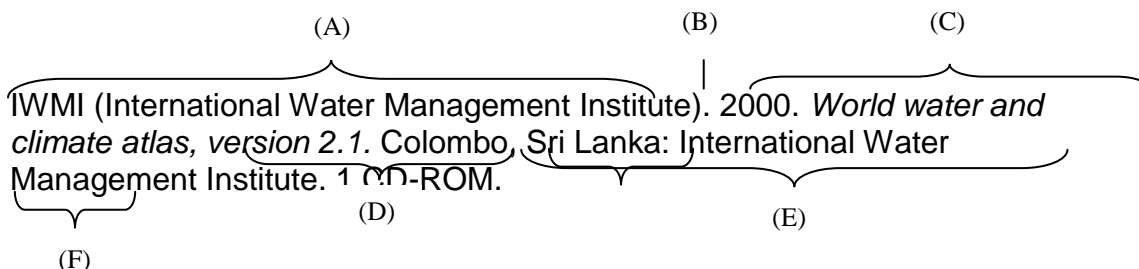 (A) (B) (C)
IWMI (International Water Management Institute). 2000. World water and
climate atlas, version 2.1. Colombo, Sri Lanka: International Water
Management Institute. 1 CD-ROM.
(D) (E)
(F)